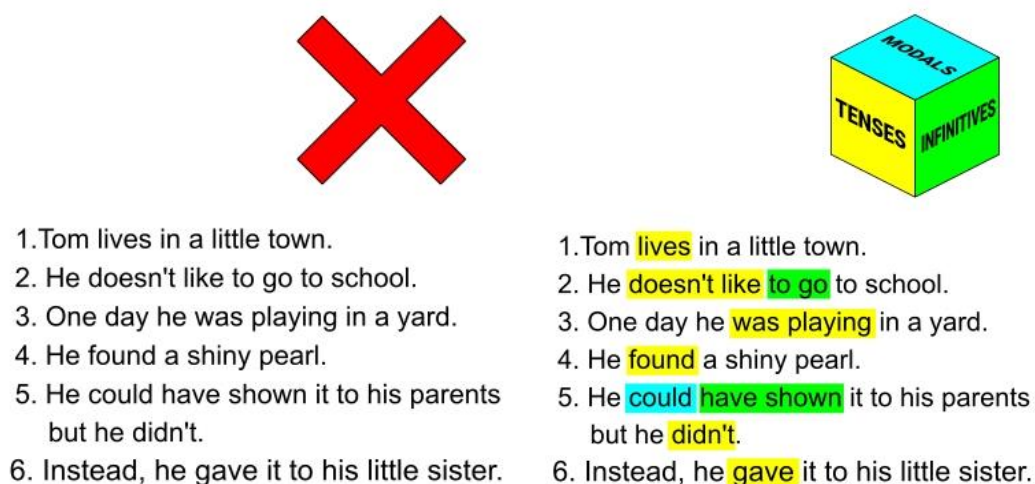 MODALS
TENSES
INFINITIVES
1.Tom lives in a little town.
2. He doesn't like to go to school.
3. One day he was playing in a yard.
4. He found a shiny pearl.
5. He could have shown it to his parents
but he didn't.
6. Instead, he gave it to his little sister.
1.Tom lives in a little town.
2. He doesn't like to go to school.
3. One day he was playing in a yard.
4. He found a shiny pearl.
5. He could have shown it to his parents
but he didn't.
6. Instead, he gave it to his little sister.